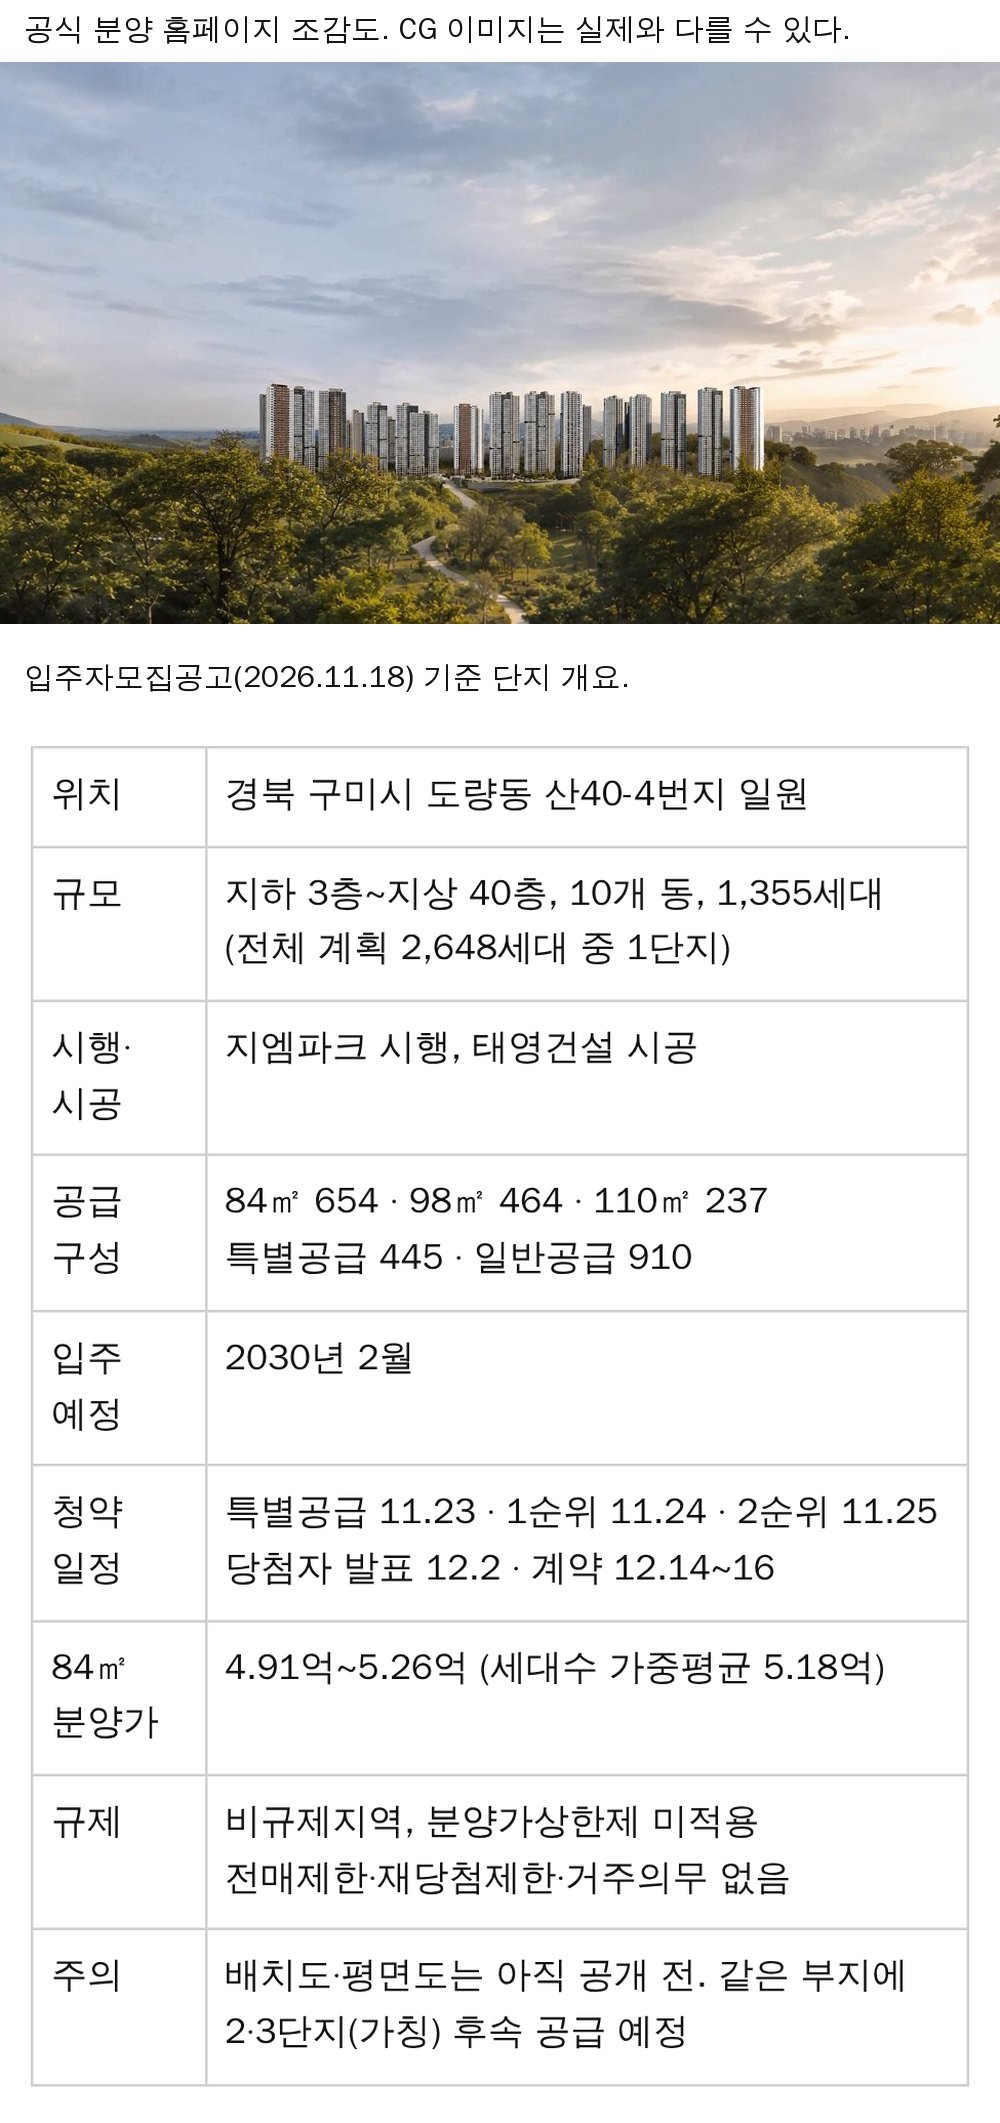 공식 분양 홈페이지 조감도. CG 이미지는 실제와 다를 수 있다.
입주자모집공고(2026.11.18) 기준 단지 개요.
위치
경북 구미시 도량동 산40-4번지 일원
규모
지하 3층~지상 40층, 10개 동, 1,355세대
(전체 계획 2,648세대 중 1단지)
시행·
시공
지엠파크 시행, 태영건설 시공
공급
구성
84㎡ 654 · 98㎡ 464 · 110㎡ 237
특별공급 445 · 일반공급 910
입주
예정
2030년 2월
청약
일정
특별공급 11.23 · 1순위 11.24 · 2순위 11.25
당첨자 발표 12.2 · 계약 12.14~16
84㎡
분양가
4.91억~5.26억 (세대수 가중평균 5.18억)
규제
비규제지역, 분양가상한제 미적용
전매제한·재당첨제한·거주의무 없음
주의
배치도·평면도는 아직 공개 전. 같은 부지에
2·3단지(가칭) 후속 공급 예정